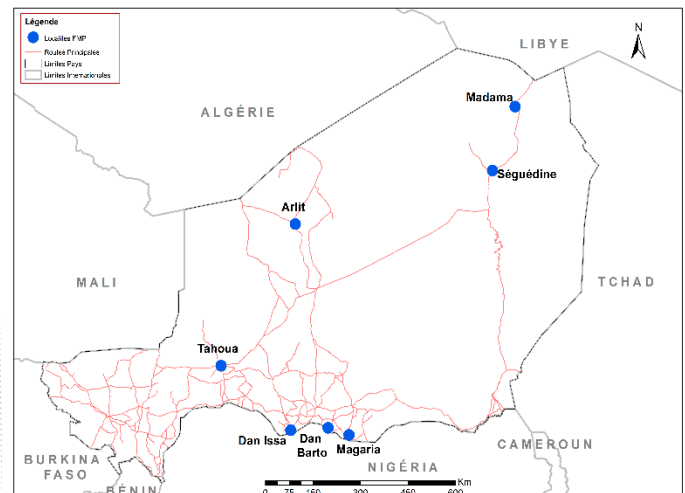 Légende
Localités FMP
Routes Principales
Limites Pays
Limites Internationales
N
LIBYE
ALGÉRIE
Madama
Séguédine
Arlit
MALI
TCHAD
Tahoua
Dan Issa
Dan
Barto
Magaria
BURKINA
FASO
BÉNIN
NIGÉRIA
CAMEROUN
0 75 150 300 450 600
Km